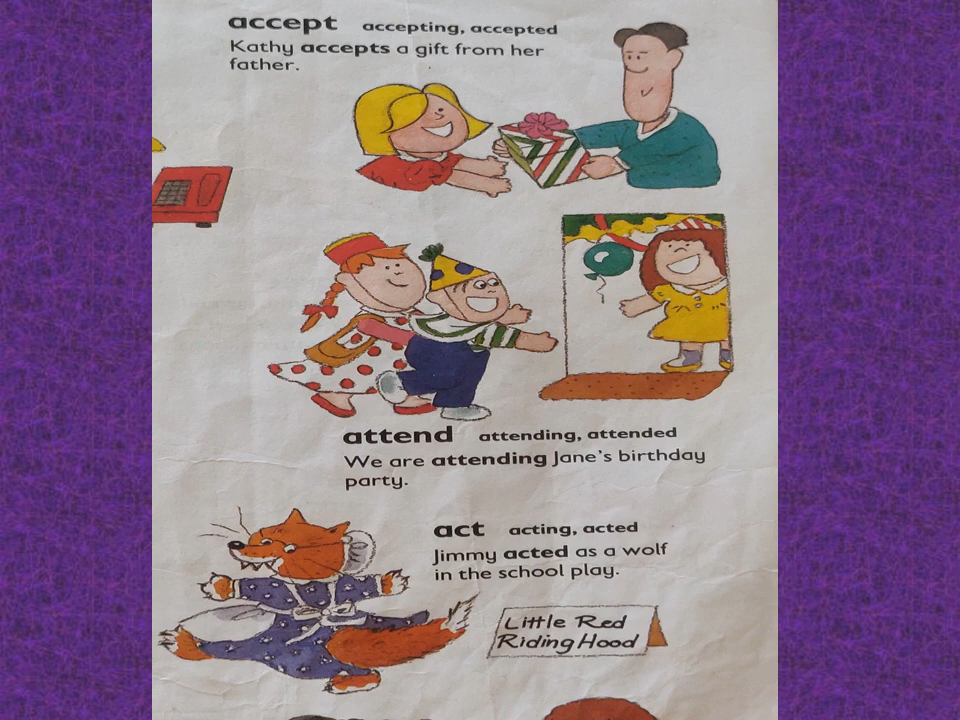 accept accepting, accepted
Kathy accepts a gift from her
father.
attend attending, attended
We are attending Jane's birthday
party.
act acting, acted
Jimmy acted as a wolf
in the school play.
Little Red
Riding Hood